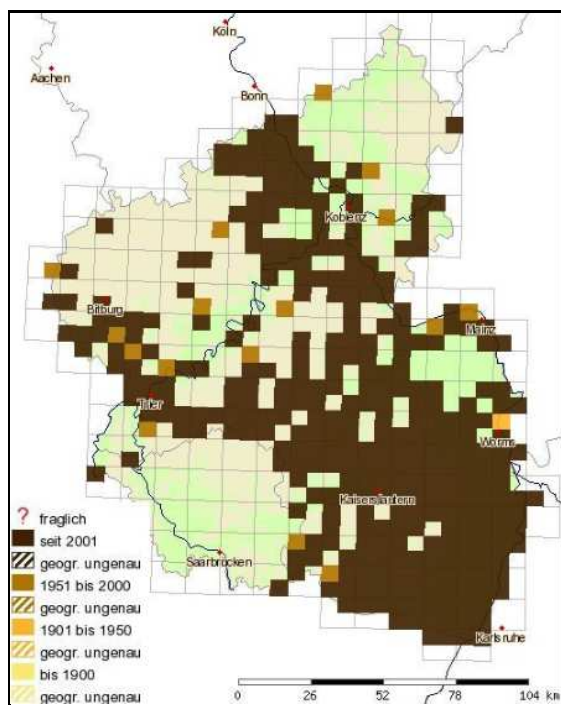 Köln
Aachen
Bonn
Koblenz
Bitburg
Mainz
Trier
Worms
Kaiserslautern
? fraglich
seit 2001
geogr. ungenau
Saarbrücken
1951 bis 2000
geogr. ungenau
1901 bis 1950
Karlsruhe
geogr. ungenau
bis 1900
geogr. ungenau
0 26 52 78 104 km